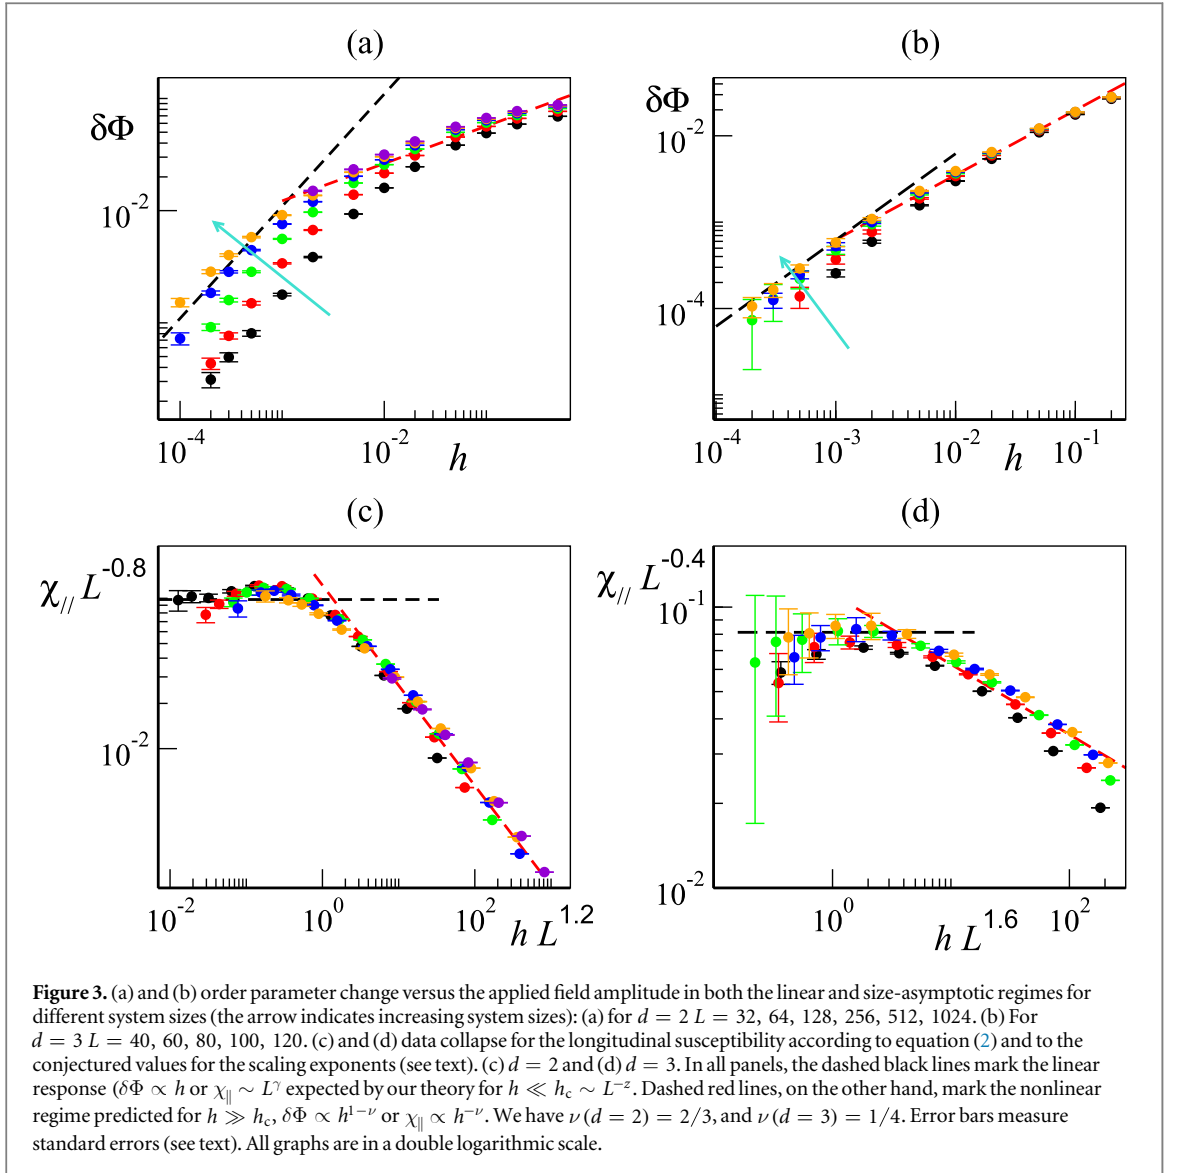 (a)
(b)
δΦ
10⁻²
10⁻⁴
10⁻²
h
δΦ
10⁻²
10⁻⁴
10⁻⁴
10⁻³
10⁻²
h
10⁻¹
(c)
(d)
χ// L^-0.8
10⁻²
10⁻²
10⁰
10²
h L^1.2
χ// L^-0.4
10⁻¹
10⁻²
10⁰
10²
h L^1.6
Figure 3. (a) and (b) order parameter change versus the applied field amplitude in both the linear and size-asymptotic regimes for
different system sizes (the arrow indicates increasing system sizes): (a) for d = 2 L = 32, 64, 128, 256, 512, 1024. (b) For
d = 3 L = 40, 60, 80, 100, 120. (c) and (d) data collapse for the longitudinal susceptibility according to equation (2) and to the
conjectured values for the scaling exponents (see text). (c) d = 2 and (d) d = 3. In all panels, the dashed black lines mark the linear
response (δΦ ∝ h or χ∥ ∼ L^γ expected by our theory for h ≪ h_c ∼ L^−z. Dashed red lines, on the other hand, mark the nonlinear
regime predicted for h ≫ h_c, δΦ ∝ h^1−ν or χ∥ ∝ h^−ν. We have ν (d = 2) = 2/3, and ν (d = 3) = 1/4. Error bars measure
standard errors (see text). All graphs are in a double logarithmic scale.